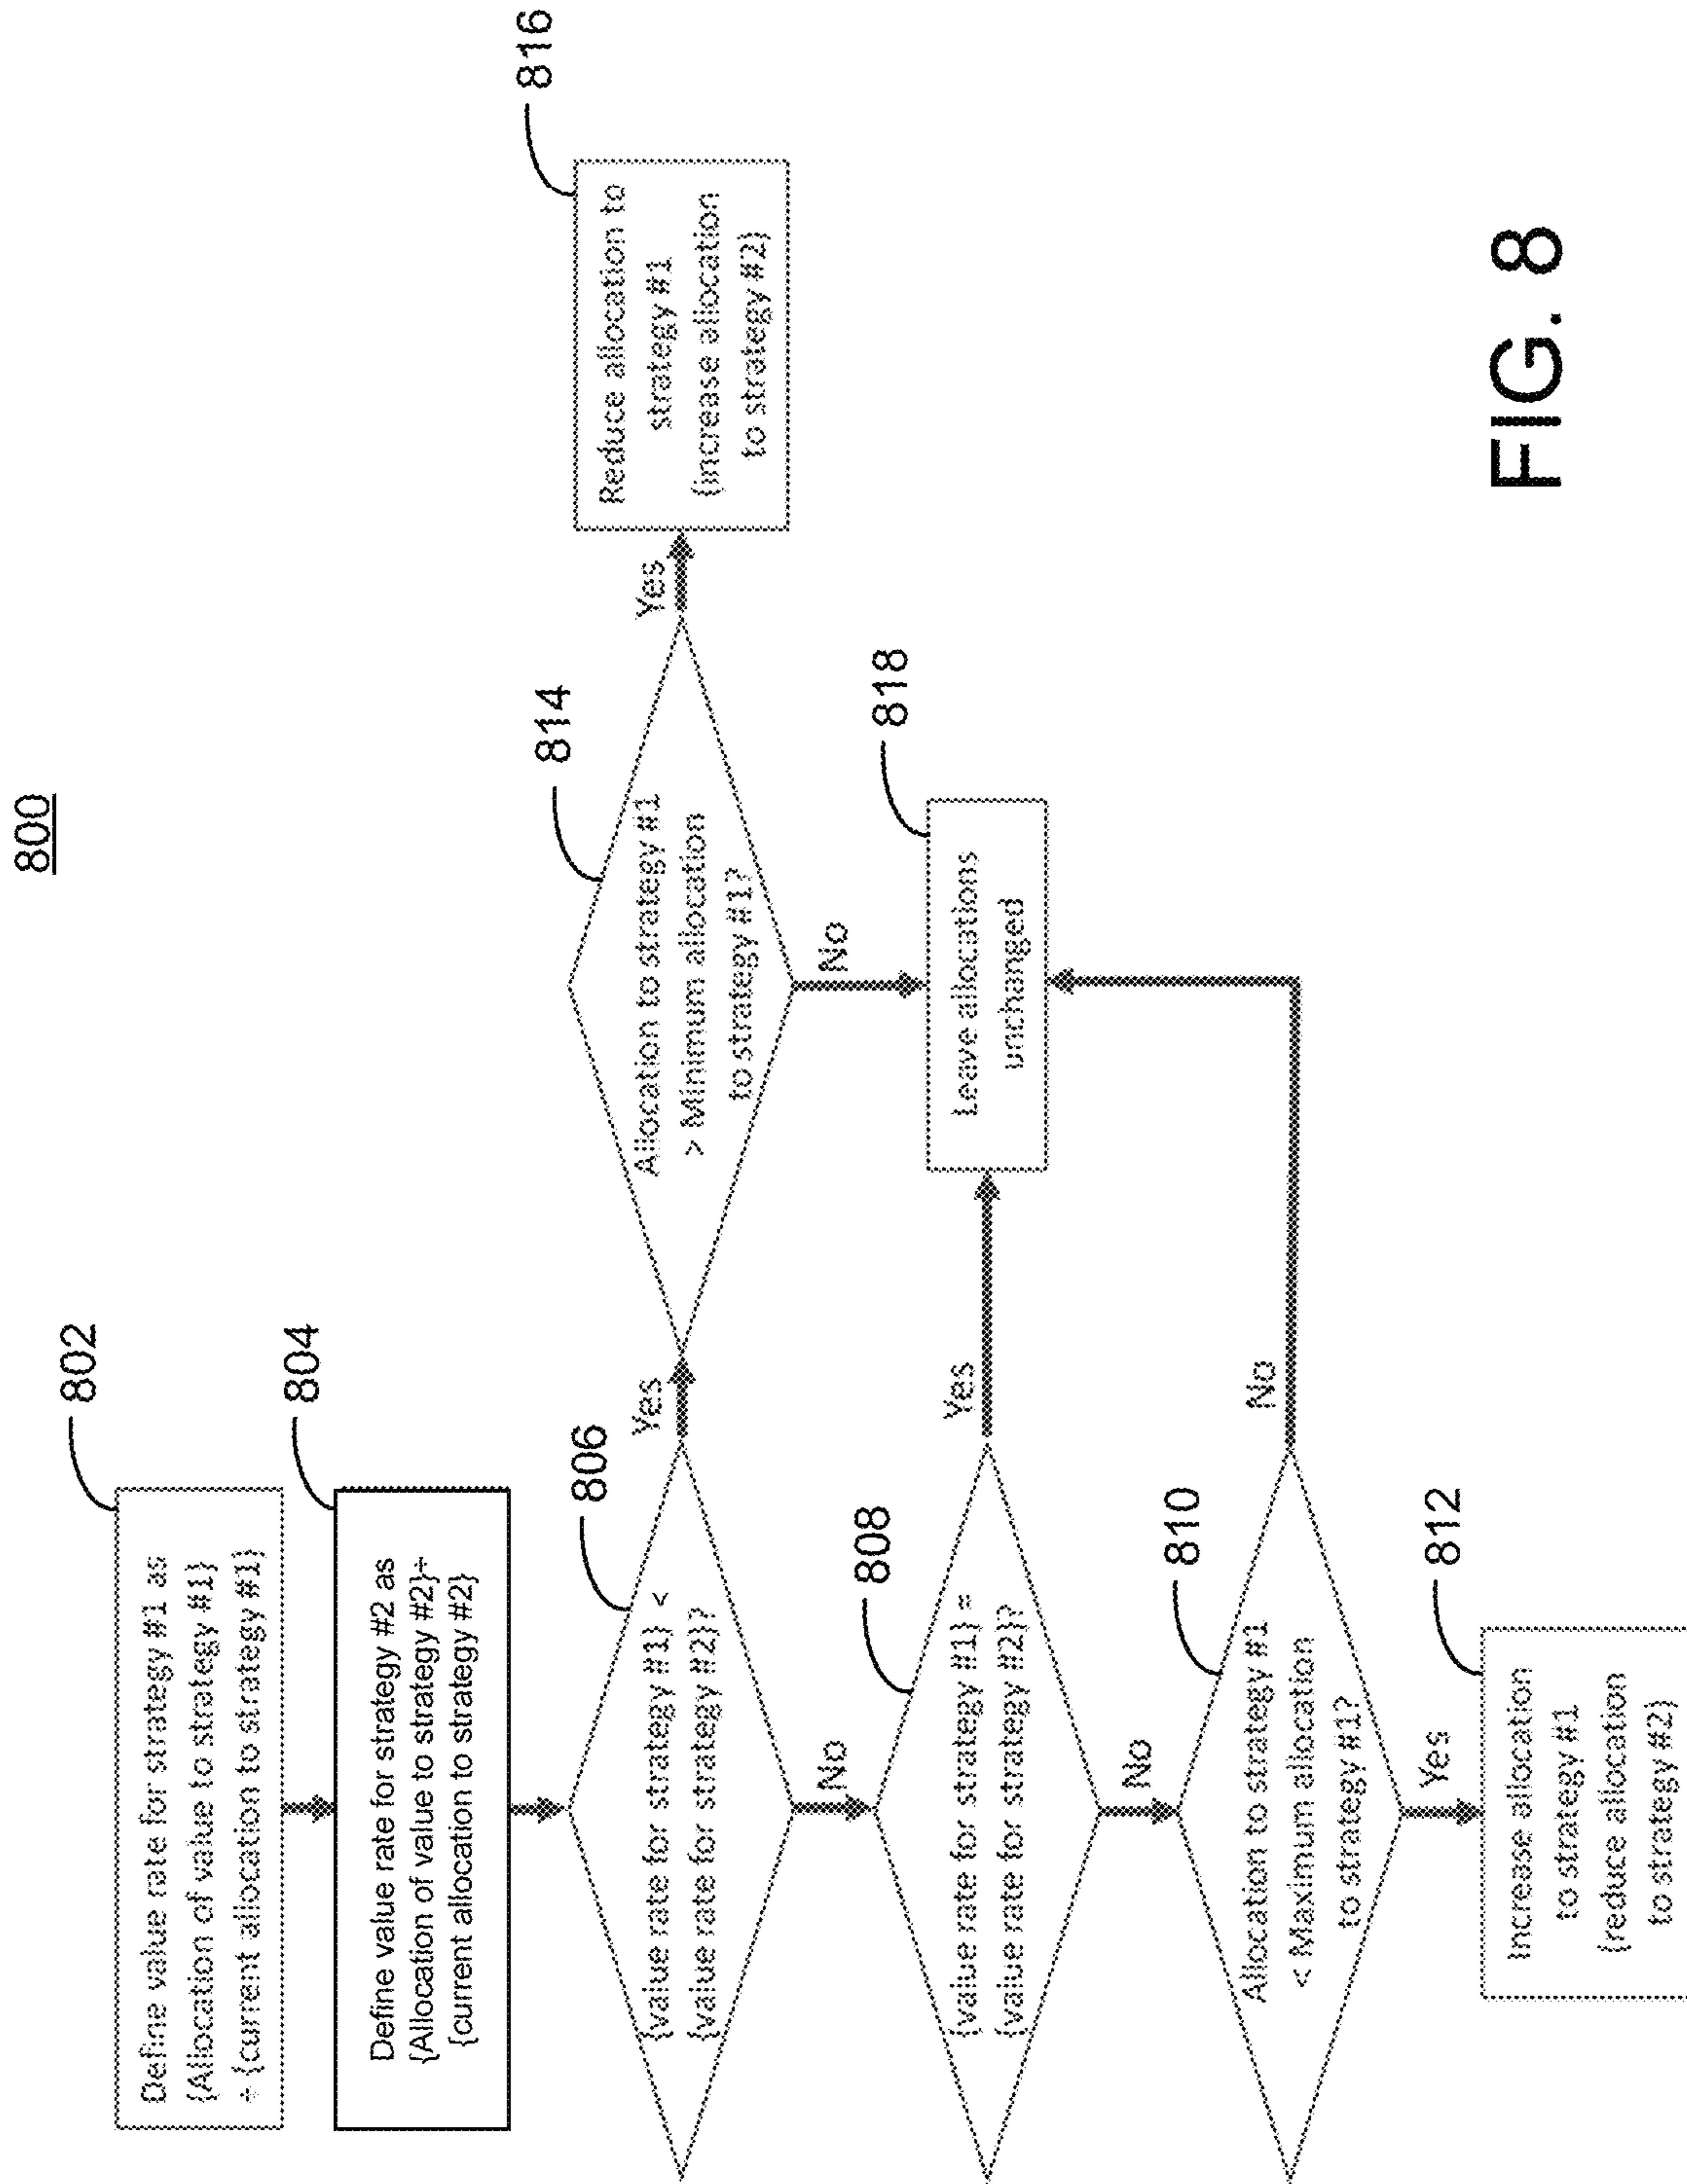 800
802
Define value rate for strategy #1 as
{Allocation of value to strategy #1}
÷ {current allocation to strategy #1}
804
Define value rate for strategy #2 as
{Allocation of value to strategy #2}÷
{current allocation to strategy #2}
806
{value rate for strategy #1} <
{value rate for strategy #2}?
Yes
814
Allocation to strategy #1
> Minimum allocation
to strategy #1?
Yes
816
Reduce allocation to
strategy #1
(increase allocation
to strategy #2)
No
No
808
{value rate for strategy #1} =
{value rate for strategy #2}?
Yes
818
Leave allocations
unchanged
No
810
Allocation to strategy #1
< Maximum allocation
to strategy #1?
No
Yes
812
Increase allocation
to strategy #1
(reduce allocation
to strategy #2)
FIG. 8